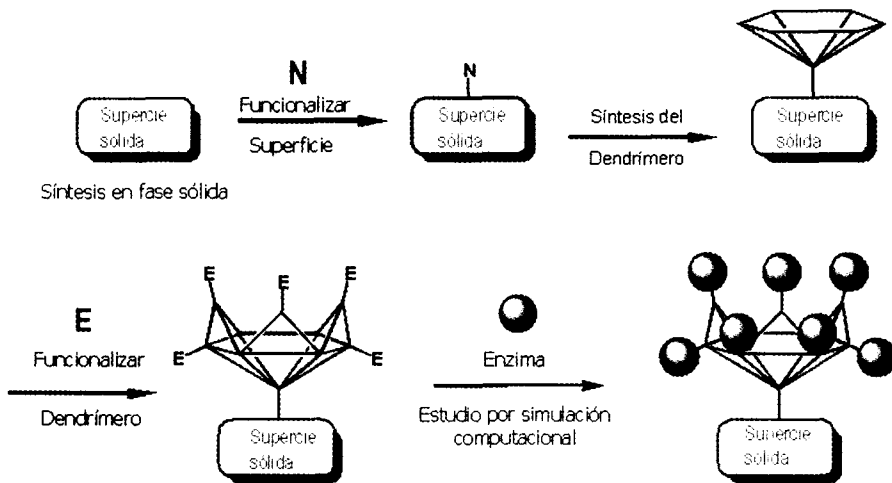 N
Funcionalizar
Superficie
Supercie
sólida
Síntesis en fase sólida
N
Supercie
sólida
Síntesis del
Dendrímero
Supercie
sólida
E
Funcionalizar
Dendrímero
E
E
E
E
E
Supercie
sólida
Enzima
Estudio por simulación
computacional
Supercie
sólida